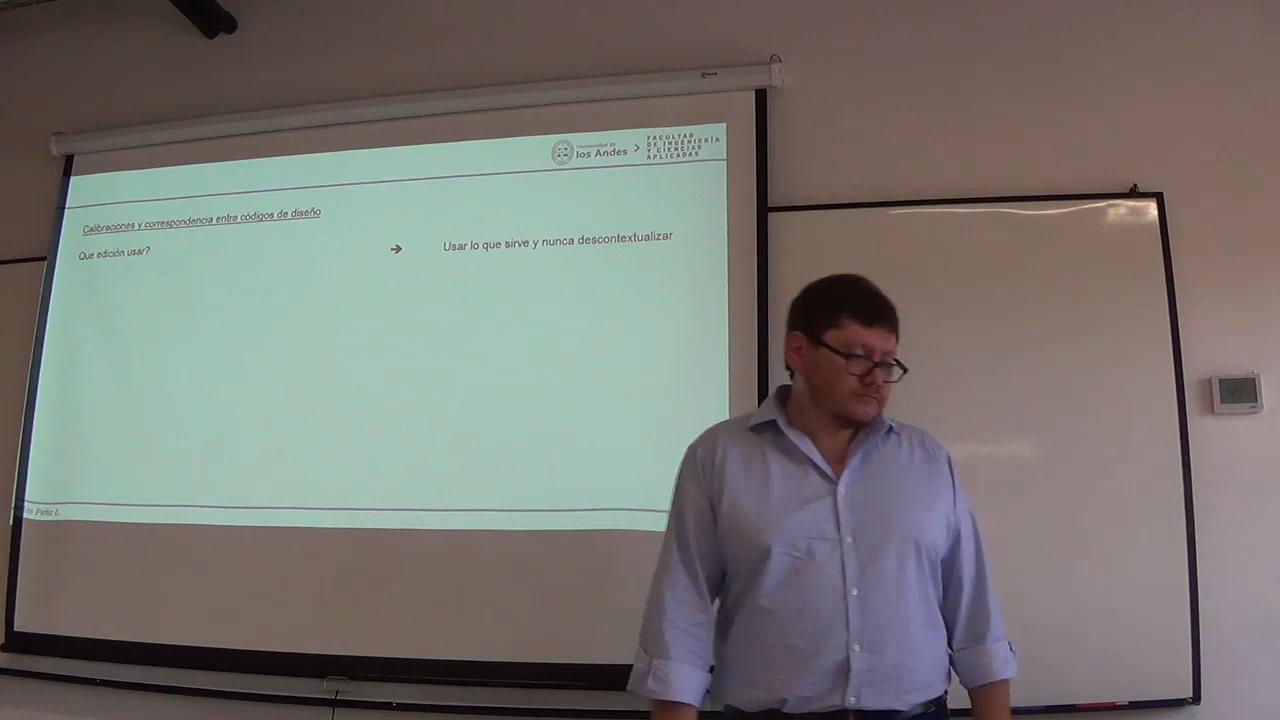 Universidad de
los Andes >
FACULTAD
DE INGENIERÍA
Y CIENCIAS
APLICADAS
Calibraciones y correspondencia entre códigos de diseño
Que edición usar?
➔ Usar lo que sirve y nunca descontextualizar
Peña L.